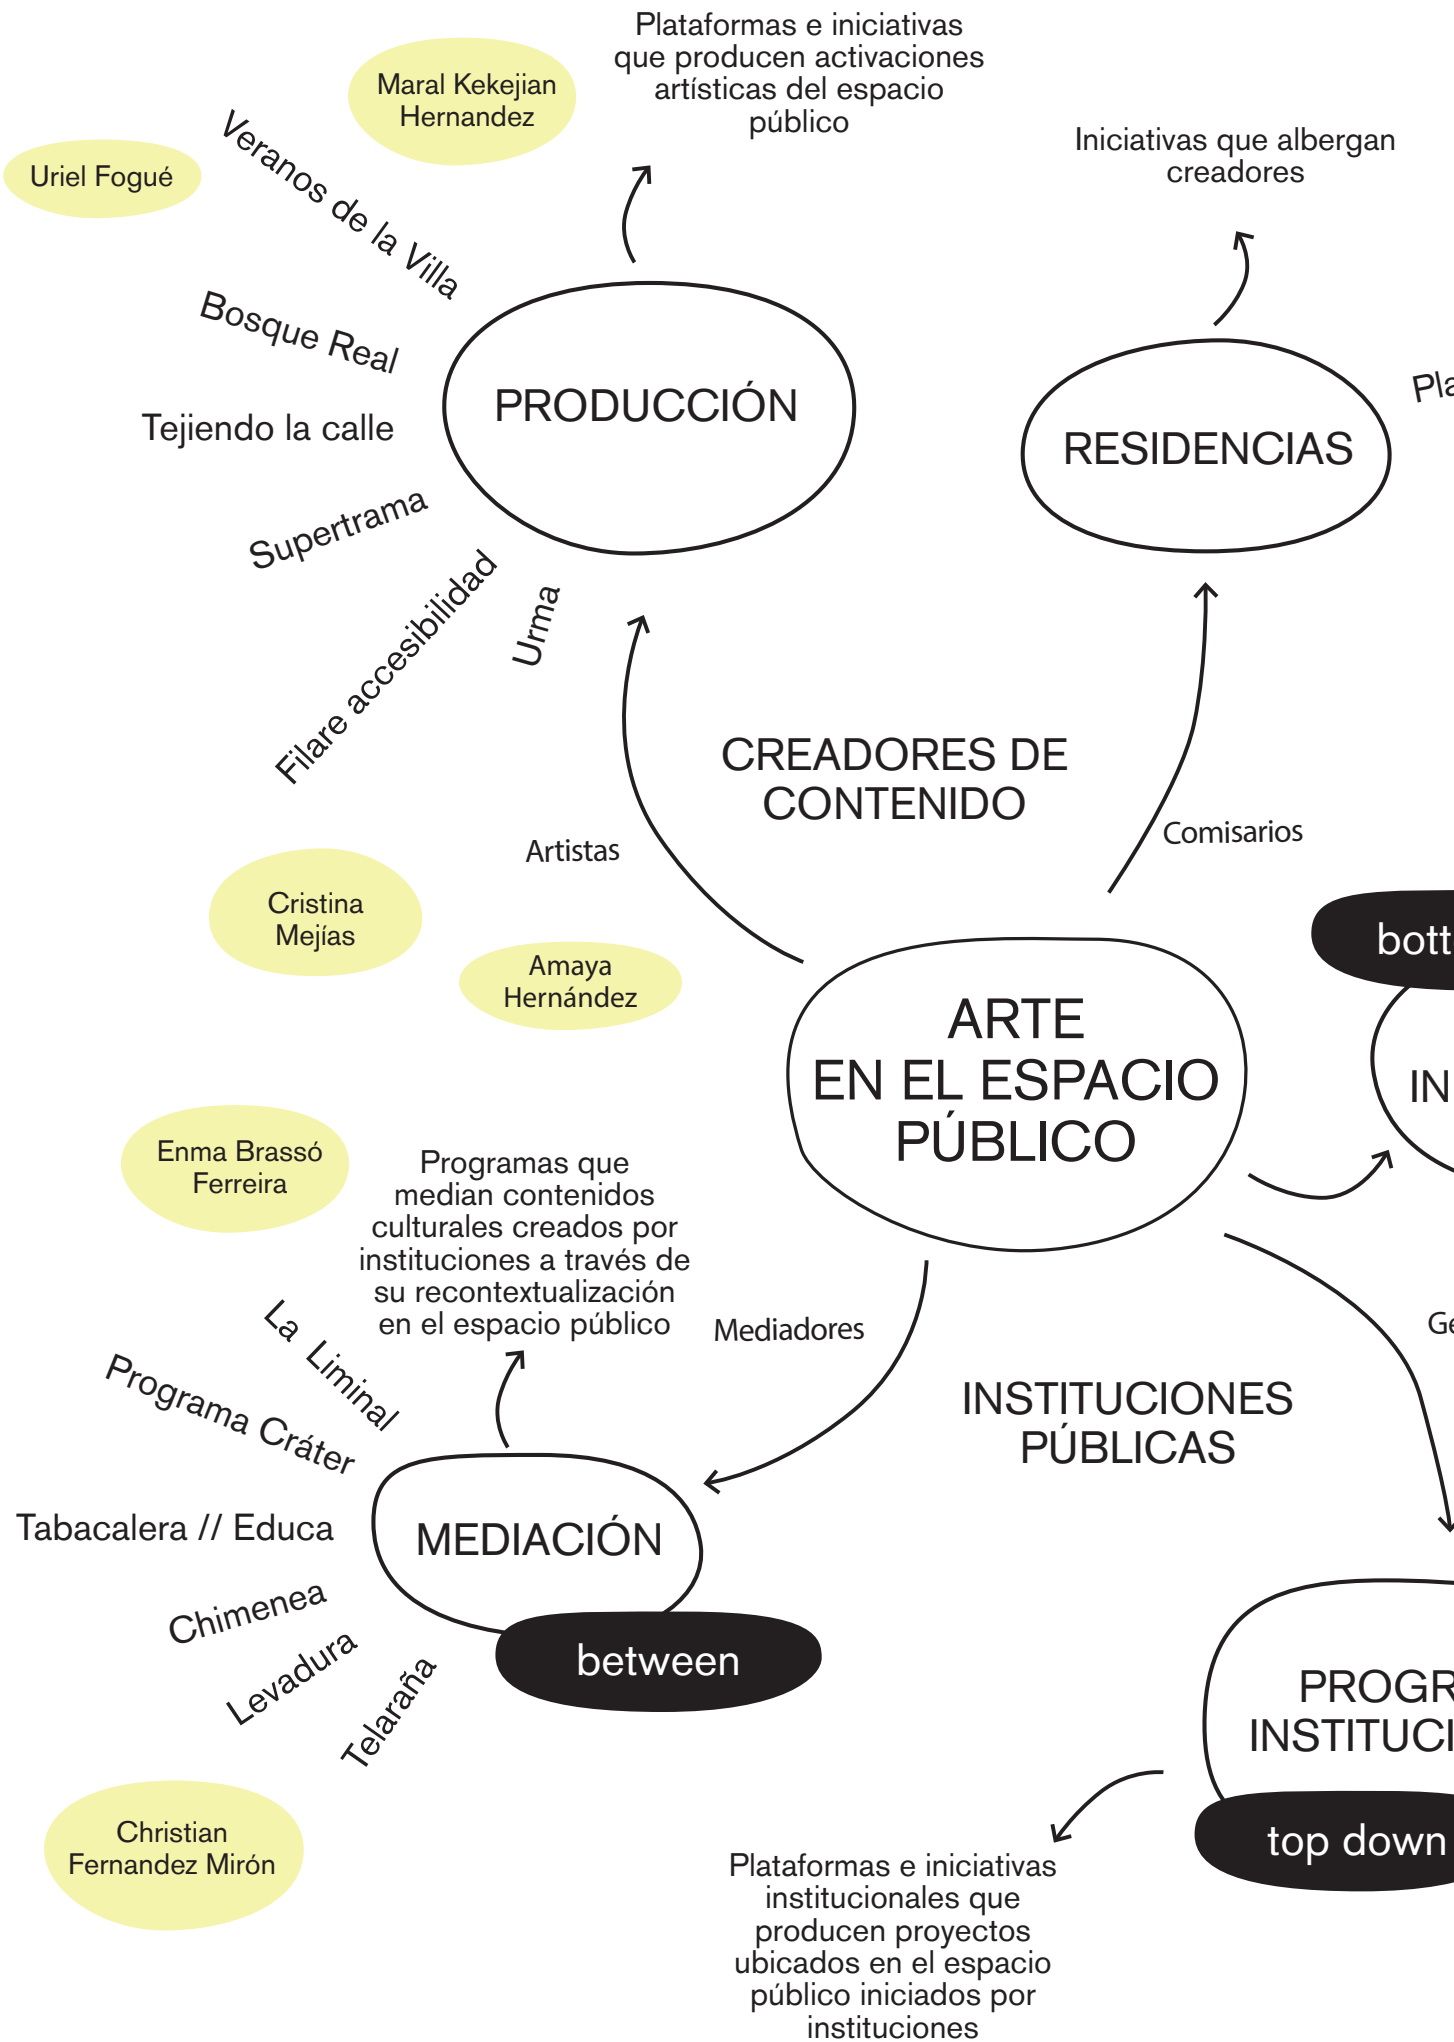 Plataformas e iniciativas
que producen activaciones
artísticas del espacio
público
Maral Kekejian
Hernandez
Uriel Fogué
Iniciativas que albergan
creadores
Veranos de la Villa
Bosque Real
Tejiendo la calle
Supertrama
Filare accesibilidad
Urma
PRODUCCIÓN
RESIDENCIAS
CREADORES DE
CONTENIDO
Artistas
Comisarios
Cristina
Mejías
Amaya
Hernández
ARTE
EN EL ESPACIO
PÚBLICO
Enma Brassó
Ferreira
Programas que
median contenidos
culturales creados por
instituciones a través de
su recontextualización
en el espacio público
Mediadores
INSTITUCIONES
PÚBLICAS
La Liminal
Programa Cráter
Tabacalera // Educa
Chimenea
Levadura
Telaraña
MEDIACIÓN
between
Christian
Fernandez Mirón
top down
Plataformas e iniciativas
institucionales que
producen proyectos
ubicados en el espacio
público iniciados por
instituciones